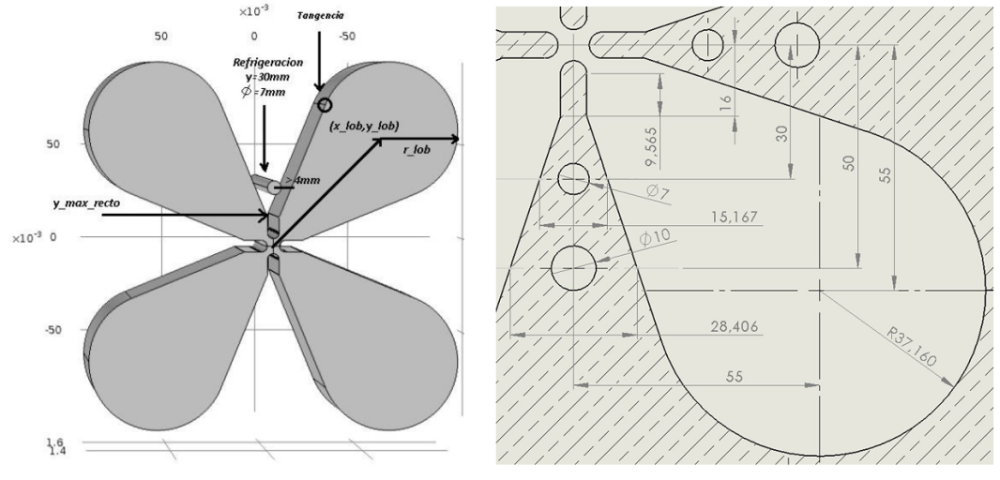 ×10⁻³
Tangencia
50
0
-50
Refrigeracion
y=30mm
∅ =7mm
(x_lob,y_lob)
r_lob
50
>4mm
y_max_recto
×10⁻³ 0
-50
1.6
1.4
16
9,565
30
50
55
∅7
15,167
∅10
28,406
R37,160
55